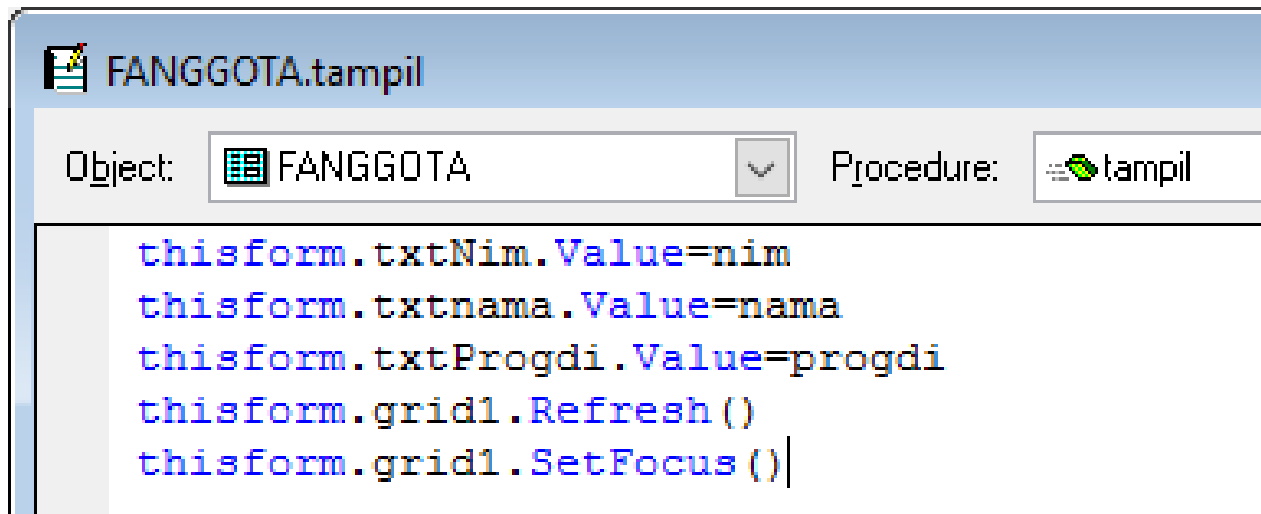 FANGGOTA.tampil
Object: FANGGOTA Procedure: tampil
thisform.txtNim.Value=nim
thisform.txtnama.Value=nama
thisform.txtProgdi.Value=progdi
thisform.grid1.Refresh()
thisform.grid1.SetFocus()